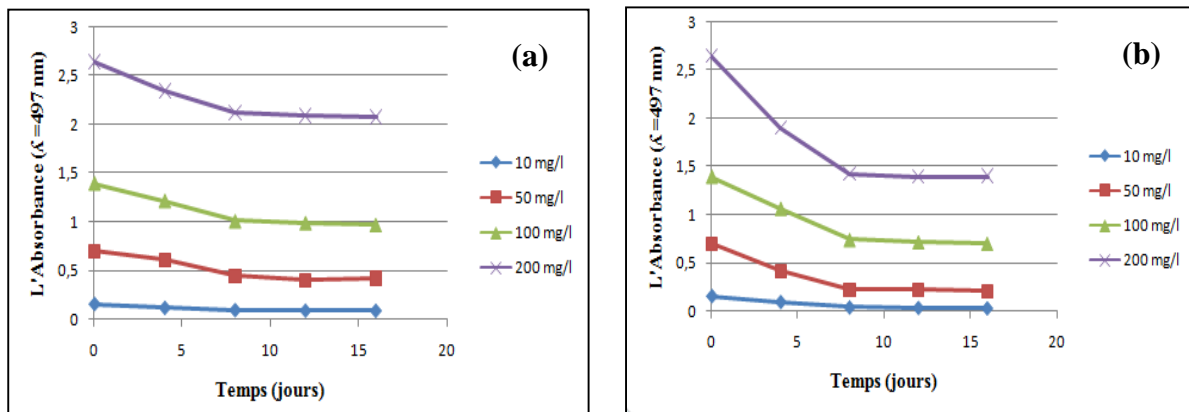 (a)
L'Absorbance (ʎ =497 nm)
3
2,5
2
1,5
1
0,5
0
0 5 10 15 20
Temps (jours)
10 mg/l
50 mg/l
100 mg/l
200 mg/l
(b)
L'Absorbance (ʎ =497 nm)
3
2,5
2
1,5
1
0,5
0
0 5 10 15 20
Temps (jours)
10 mg/l
50 mg/l
100 mg/l
200 mg/l